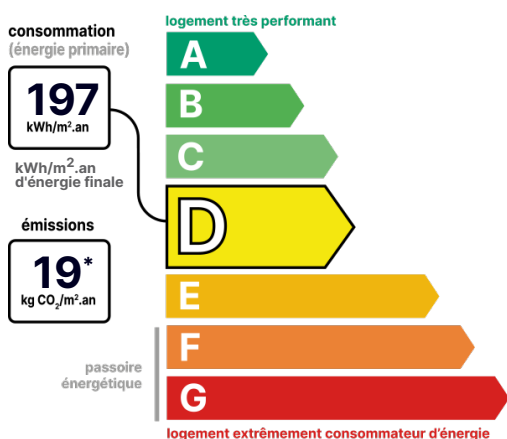 logement très performant
consommation
(énergie primaire)
197
kWh/m².an
kWh/m².an
d'énergie finale
émissions
19*
kg CO₂/m².an
A
B
C
D
E
F
G
passoire
énergétique
logement extrêmement consommateur d'énergie